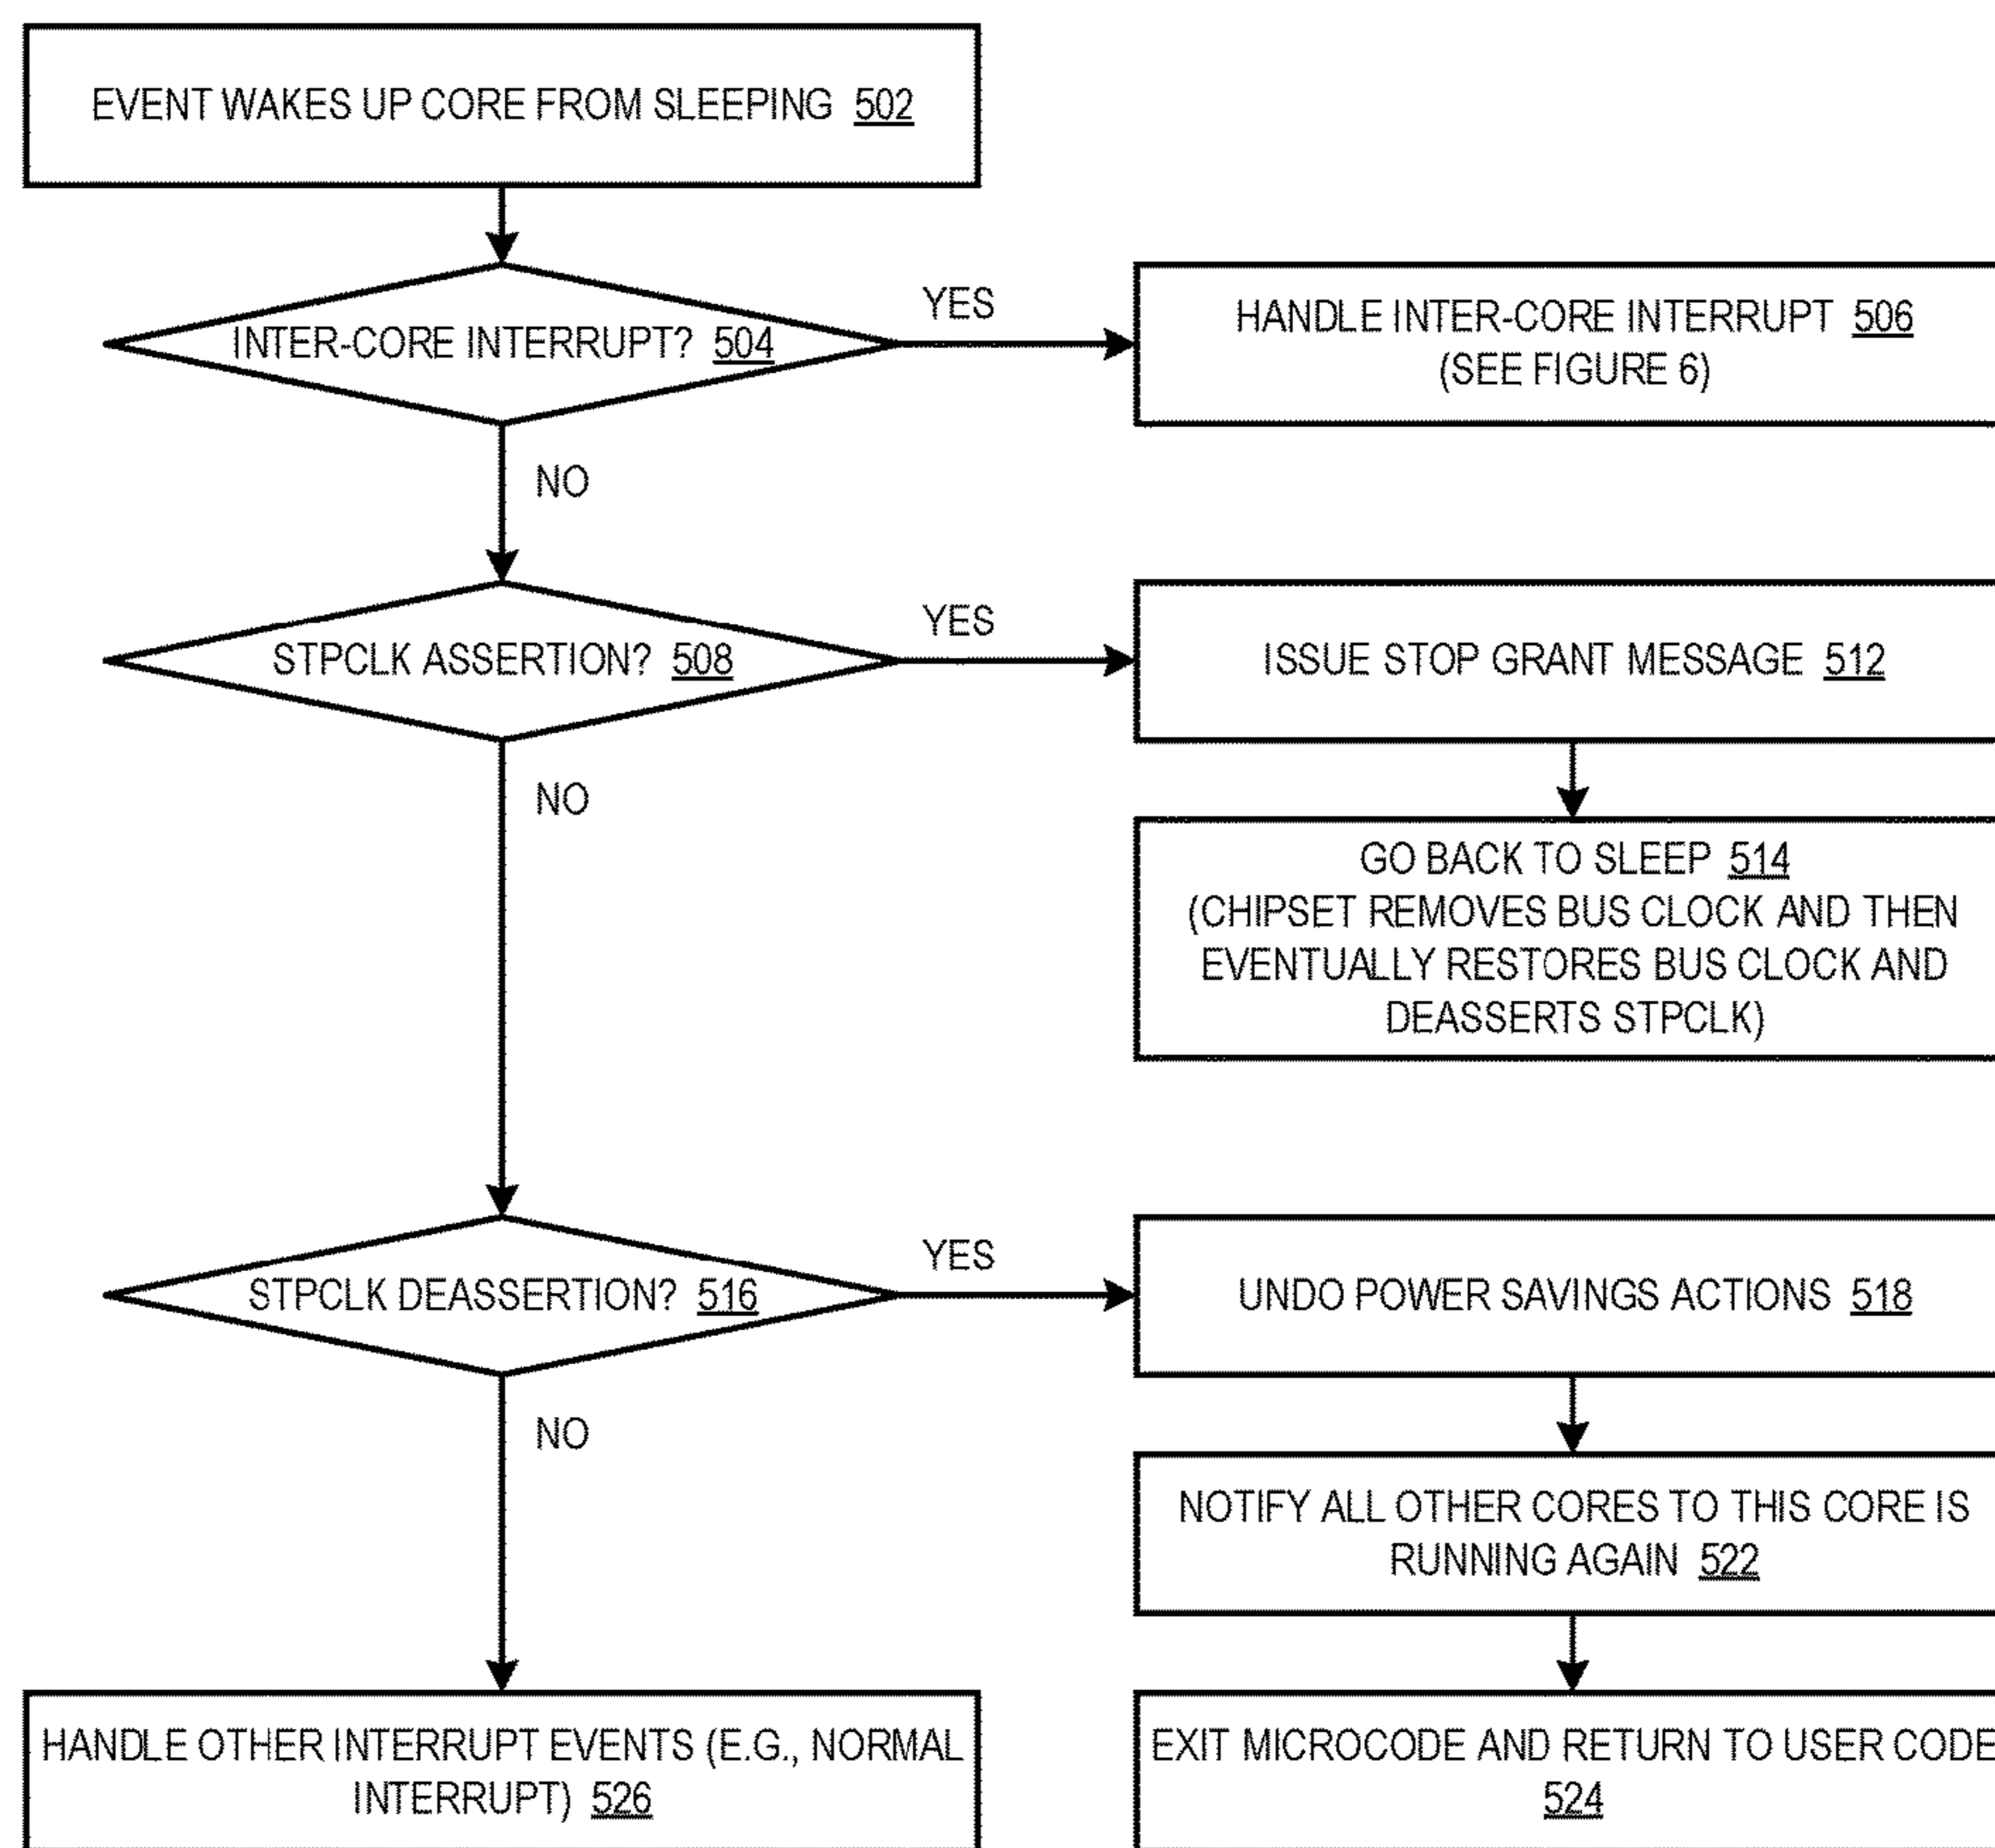 EVENT WAKES UP CORE FROM SLEEPING 502
INTER-CORE INTERRUPT? 504
YES
HANDLE INTER-CORE INTERRUPT 506
(SEE FIGURE 6)
NO
STPCLK ASSERTION? 508
YES
ISSUE STOP GRANT MESSAGE 512
NO
GO BACK TO SLEEP 514
(CHIPSET REMOVES BUS CLOCK AND THEN
EVENTUALLY RESTORES BUS CLOCK AND
DEASSERTS STPCLK)
STPCLK DEASSERTION? 516
YES
UNDO POWER SAVINGS ACTIONS 518
NO
NOTIFY ALL OTHER CORES TO THIS CORE IS
RUNNING AGAIN 522
HANDLE OTHER INTERRUPT EVENTS (E.G., NORMAL
INTERRUPT) 526
EXIT MICROCODE AND RETURN TO USER CODE
524